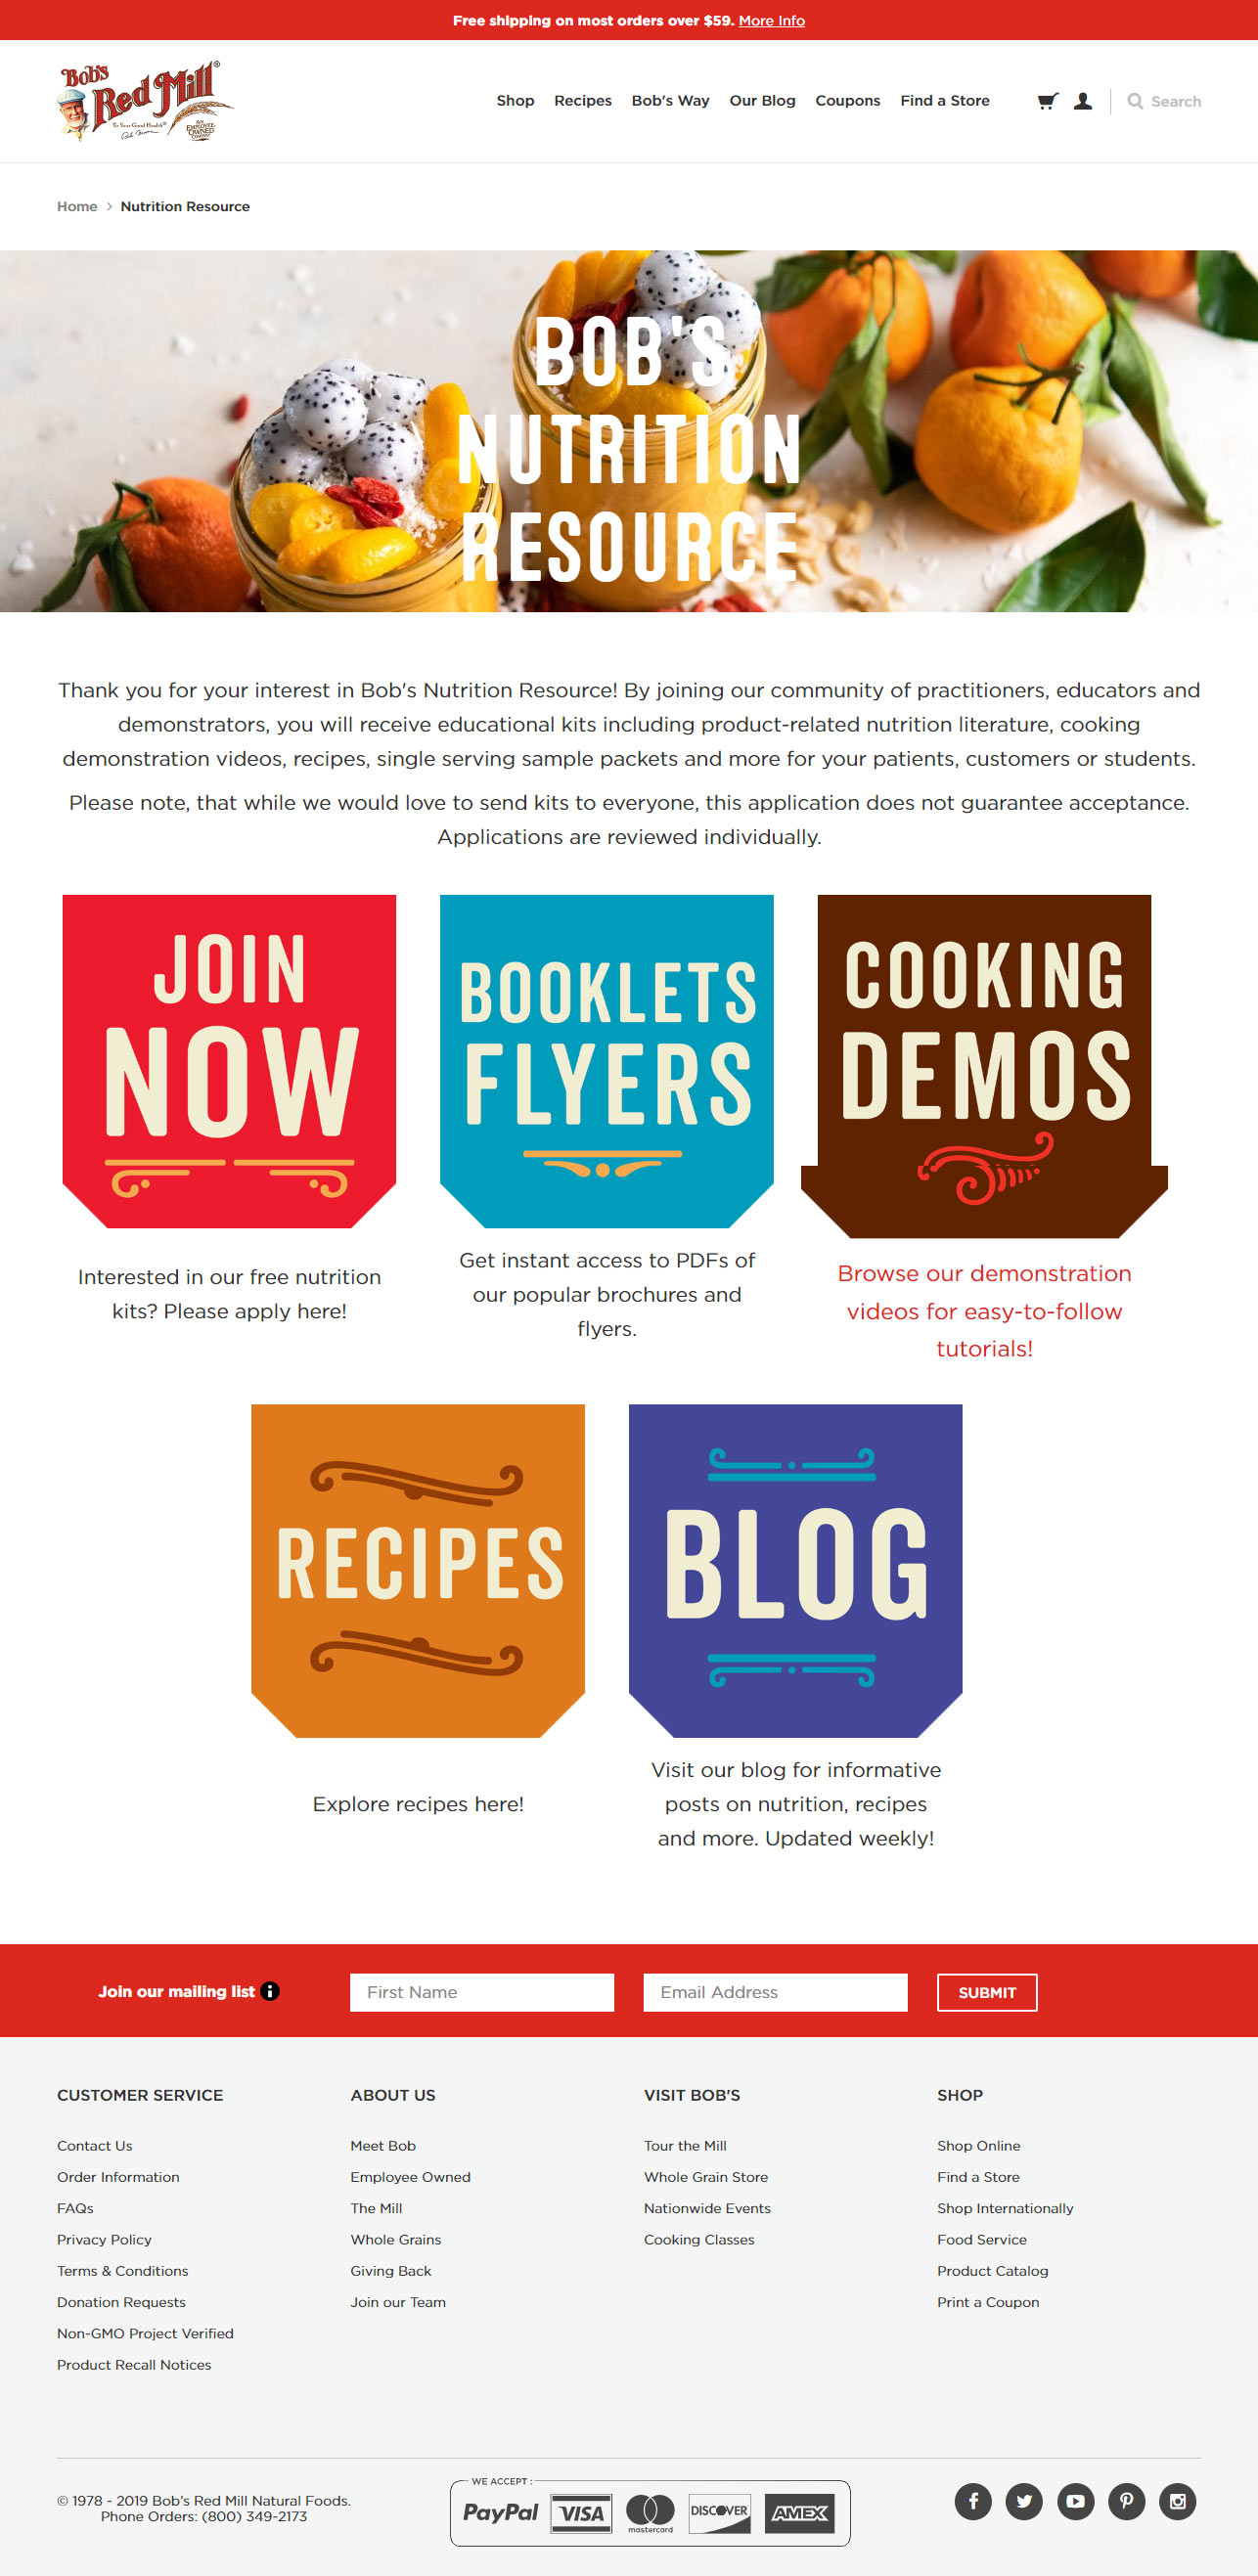 Free shipping on most orders over $59. More Info
Bob's
Red Mill®
To Your Good Health®
AN
EMPLOYEE-
OWNED
COMPANY
Shop Recipes Bob's Way Our Blog Coupons Find a Store Search
Home > Nutrition Resource
BOB'S
NUTRITION
RESOURCE
Thank you for your interest in Bob's Nutrition Resource! By joining our community of practitioners, educators and
demonstrators, you will receive educational kits including product-related nutrition literature, cooking
demonstration videos, recipes, single serving sample packets and more for your patients, customers or students.
Please note, that while we would love to send kits to everyone, this application does not guarantee acceptance.
Applications are reviewed individually.
JOIN
NOW
Interested in our free nutrition
kits? Please apply here!
BOOKLETS
FLYERS
Get instant access to PDFs of
our popular brochures and
flyers.
COOKING
DEMOS
Browse our demonstration
videos for easy-to-follow
tutorials!
RECIPES
Explore recipes here!
BLOG
Visit our blog for informative
posts on nutrition, recipes
and more. Updated weekly!
Join our mailing list First Name Email Address SUBMIT
CUSTOMER SERVICE
Contact Us
Order Information
FAQs
Privacy Policy
Terms & Conditions
Donation Requests
Non-GMO Project Verified
Product Recall Notices
ABOUT US
Meet Bob
Employee Owned
The Mill
Whole Grains
Giving Back
Join our Team
VISIT BOB'S
Tour the Mill
Whole Grain Store
Nationwide Events
Cooking Classes
SHOP
Shop Online
Find a Store
Shop Internationally
Food Service
Product Catalog
Print a Coupon
© 1978 - 2019 Bob's Red Mill Natural Foods.
Phone Orders: (800) 349-2173
WE ACCEPT :
PayPal VISA mastercard DISCOVER AMEX